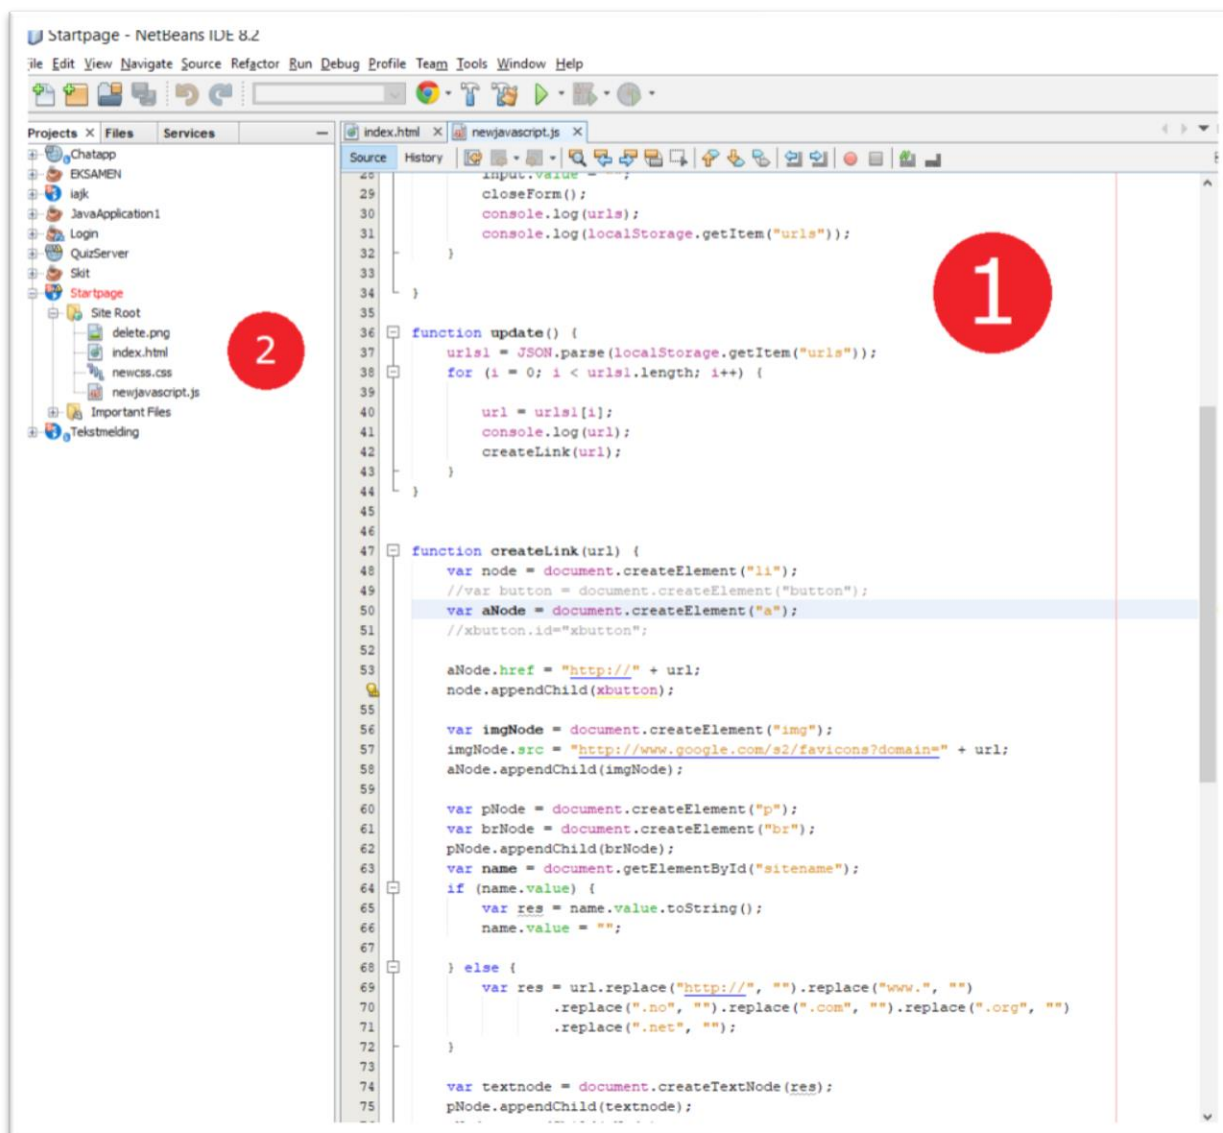 Startpage - NetBeans IDE 8.2
ile Edit View Navigate Source Refactor Run Debug Profile Team Tools Window Help
Projects Files Services
index.html newjavascript.js
Source History
Chatapp
EKSAMEN
iajk
JavaApplication1
Login
QuizServer
Skit
Startpage
Site Root
delete.png
index.html
newcss.css
newjavascript.js
Important Files
Tekstmelding
2
1
28 input.value = "";
29 closeForm();
30 console.log(urls);
31 console.log(localStorage.getItem("urls"));
32 }
33
34 }
35
36 function update() {
37 urlsl = JSON.parse(localStorage.getItem("urls"));
38 for (i = 0; i < urlsl.length; i++) {
39
40 url = urlsl[i];
41 console.log(url);
42 createLink(url);
43 }
44 }
45
46
47 function createLink(url) {
48 var node = document.createElement("li");
49 //var button = document.createElement("button");
50 var aNode = document.createElement("a");
51 //xbutton.id="xbutton";
52
53 aNode.href = "http://" + url;
node.appendChild(xbutton);
55
56 var imgNode = document.createElement("img");
57 imgNode.src = "http://www.google.com/s2/favicons?domain=" + url;
58 aNode.appendChild(imgNode);
59
60 var pNode = document.createElement("p");
61 var brNode = document.createElement("br");
62 pNode.appendChild(brNode);
63 var name = document.getElementById("sitename");
64 if (name.value) {
65 var res = name.value.toString();
66 name.value = "";
67
68 } else {
69 var res = url.replace("http://", "").replace("www.", "")
70 .replace(".no", "").replace(".com", "").replace(".org", "")
71 .replace(".net", "");
72 }
73
74 var textnode = document.createTextNode(res);
75 pNode.appendChild(textnode);